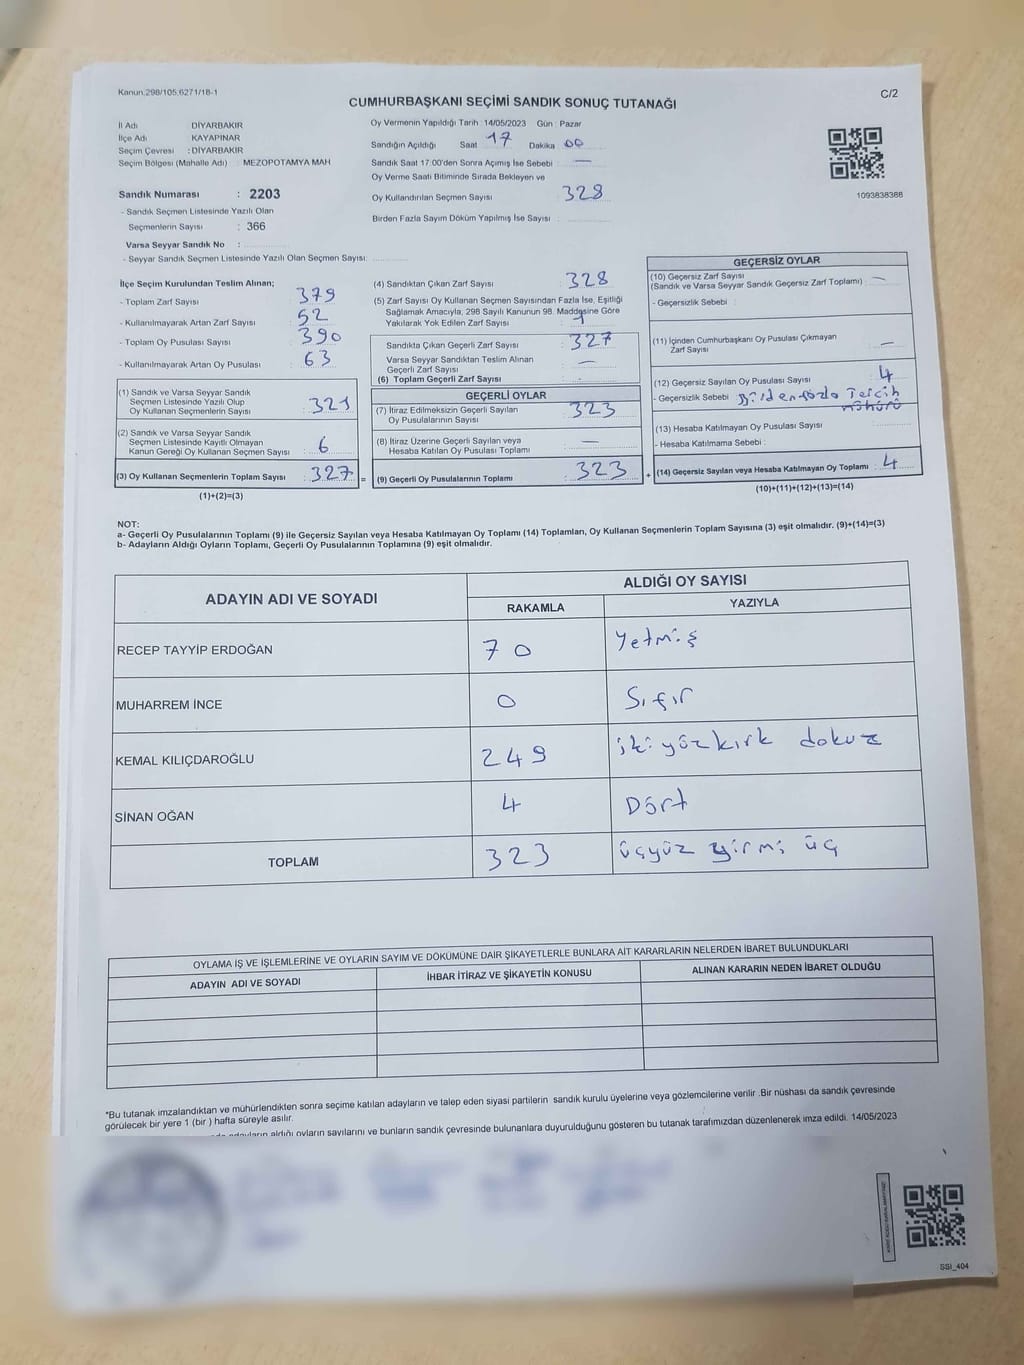 Kanun.298/105.6271/18-1
CUMHURBAŞKANI SEÇİMİ SANDIK SONUÇ TUTANAĞI
C/2
İl Adı DİYARBAKIR
İlçe Adı KAYAPINAR
Seçim Çevresi : DİYARBAKIR
Seçim Bölgesi (Mahalle Adı) : MEZOPOTAMYA MAH
Sandık Numarası : 2203
- Sandık Seçmen Listesinde Yazılı Olan
Seçmenlerin Sayısı : 366
Varsa Seyyar Sandık No :
- Seyyar Sandık Seçmen Listesinde Yazılı Olan Seçmen Sayısı:
Oy Vermenin Yapıldığı Tarih : 14/05/2023 Gün : Pazar
Sandığın Açıldığı Saat 17 Dakika 00
Sandık Saat 17:00'den Sonra Açımış İse Sebebi : —
Oy Verme Saati Bitiminde Sırada Bekleyen ve
Oy Kullandırılan Seçmen Sayısı 328
Birden Fazla Sayım Döküm Yapılmış İse Sayısı :
1093838388
İlçe Seçim Kurulundan Teslim Alınan;
- Toplam Zarf Sayısı : 379
- Kullanılmayarak Artan Zarf Sayısı : 52
- Toplam Oy Pusulası Sayısı : 390
- Kullanılmayarak Artan Oy Pusulası : 63
(1) Sandık ve Varsa Seyyar Sandık
Seçmen Listesinde Yazılı Olup
Oy Kullanan Seçmenlerin Sayısı : 321
(2) Sandık ve Varsa Seyyar Sandık
Seçmen Listesinde Kayıtlı Olmayan
Kanun Gereği Oy Kullanan Seçmen Sayısı : 6
(3) Oy Kullanan Seçmenlerin Toplam Sayısı : 327 =
(1)+(2)=(3)
(4) Sandıktan Çıkan Zarf Sayısı : 328
(5) Zarf Sayısı Oy Kullanan Seçmen Sayısından Fazla İse, Eşitliği
Sağlamak Amacıyla, 298 Sayılı Kanunun 98. Maddesine Göre
Yakılarak Yok Edilen Zarf Sayısı : 1
Sandıkta Çıkan Geçerli Zarf Sayısı : 327
Varsa Seyyar Sandıktan Teslim Alınan
Geçerli Zarf Sayısı : —
(6) Toplam Geçerli Zarf Sayısı :
GEÇERLİ OYLAR
(7) İtiraz Edilmeksizin Geçerli Sayılan
Oy Pusulasının Sayısı : 323
(8) İtiraz Üzerine Geçerli Sayılan veya
Hesaba Katılan Oy Pusulası Toplamı : —
(9) Geçerli Oy Pusulalarının Toplamı : 323 +
GEÇERSİZ OYLAR
(10) Geçersiz Zarf Sayısı
(Sandık ve Varsa Seyyar Sandık Geçersiz Zarf Toplamı) : —
- Geçersizlik Sebebi :
(11) İçinden Cumhurbaşkanı Oy Pusulası Çıkmayan
Zarf Sayısı : —
(12) Geçersiz Sayılan Oy Pusulası Sayısı : 4
- Geçersizlik Sebebi : Birden fazla Tercih
mührü
(13) Hesaba Katılmayan Oy Pusulası Sayısı :
- Hesaba Katılmama Sebebi :
(14) Geçersiz Sayılan veya Hesaba Katılmayan Oy Toplamı : 4
(10)+(11)+(12)+(13)=(14)
NOT:
a- Geçerli Oy Pusulalarının Toplamı (9) ile Geçersiz Sayılan veya Hesaba Katılmayan Oy Toplamı (14) Toplamları, Oy Kullanan Seçmenlerin Toplam Sayısına (3) eşit olmalıdır. (9)+(14)=(3)
b- Adayların Aldığı Oyların Toplamı, Geçerli Oy Pusulalarının Toplamına (9) eşit olmalıdır.
ADAYIN ADI VE SOYADI
ALDIĞI OY SAYISI
RAKAMLA YAZIYLA
RECEP TAYYİP ERDOĞAN 70 Yetmiş
MUHARREM İNCE 0 Sıfır
KEMAL KILIÇDAROĞLU 249 iki yüz kırk dokuz
SİNAN OĞAN 4 Dört
TOPLAM 323 üçyüz yirmi üç
OYLAMA İŞ VE İŞLEMLERİNE VE OYLARIN SAYIM VE DÖKÜMÜNE DAİR ŞİKAYETLERLE BUNLARA AİT KARARLARIN NELERDEN İBARET BULUNDUKLARI
ADAYIN ADI VE SOYADI İHBAR İTİRAZ VE ŞİKAYETİN KONUSU ALINAN KARARIN NEDEN İBARET OLDUĞU
*Bu tutanak imzalandıktan ve mühürlendikten sonra seçime katılan adayların ve talep eden siyasi partilerin sandık kurulu üyelerine veya gözlemcilerine verilir .Bir nüshası da sandık çevresinde
görülecek bir yere 1 (bir ) hafta süreyle asılır.
aldığı oyların sayılarını ve bunların sandık çevresinde bulunanlara duyurulduğunu gösteren bu tutanak tarafımızdan düzenlenerek imza edildi. 14/05/2023
SSI_404